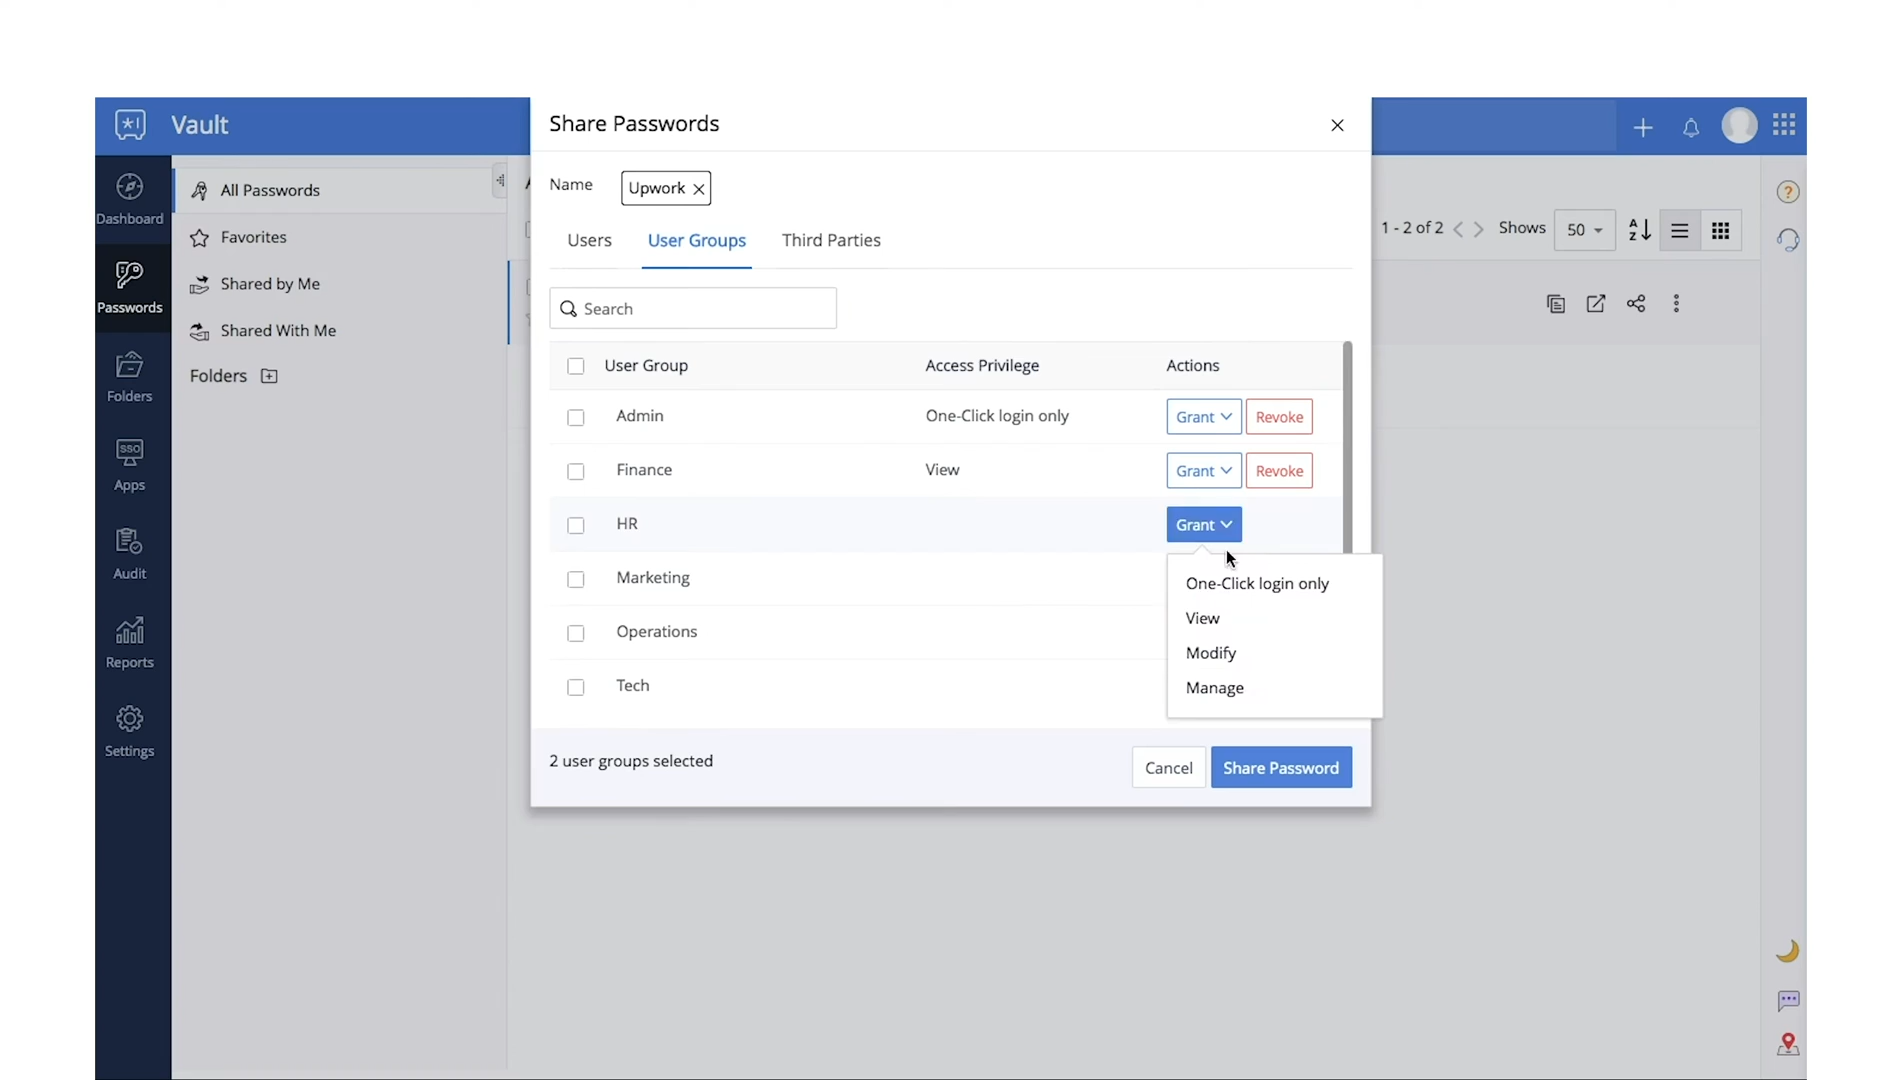 Vault
Share Passwords
Name
Upwork
Dashboard
Passwords
Folders
SSO
Apps
Audit
Reports
Settings
All Passwords
Favorites
Shared by Me
Shared With Me
Folders
Users
User Groups
Third Parties
Search
1 - 2 of 2
Shows
50
A
Z
User Group
Access Privilege
Actions
Admin
One-Click login only
Grant
Revoke
Finance
View
Grant
Revoke
HR
Grant
One-Click login only
View
Modify
Manage
Marketing
Operations
Tech
2 user groups selected
Cancel
Share Password